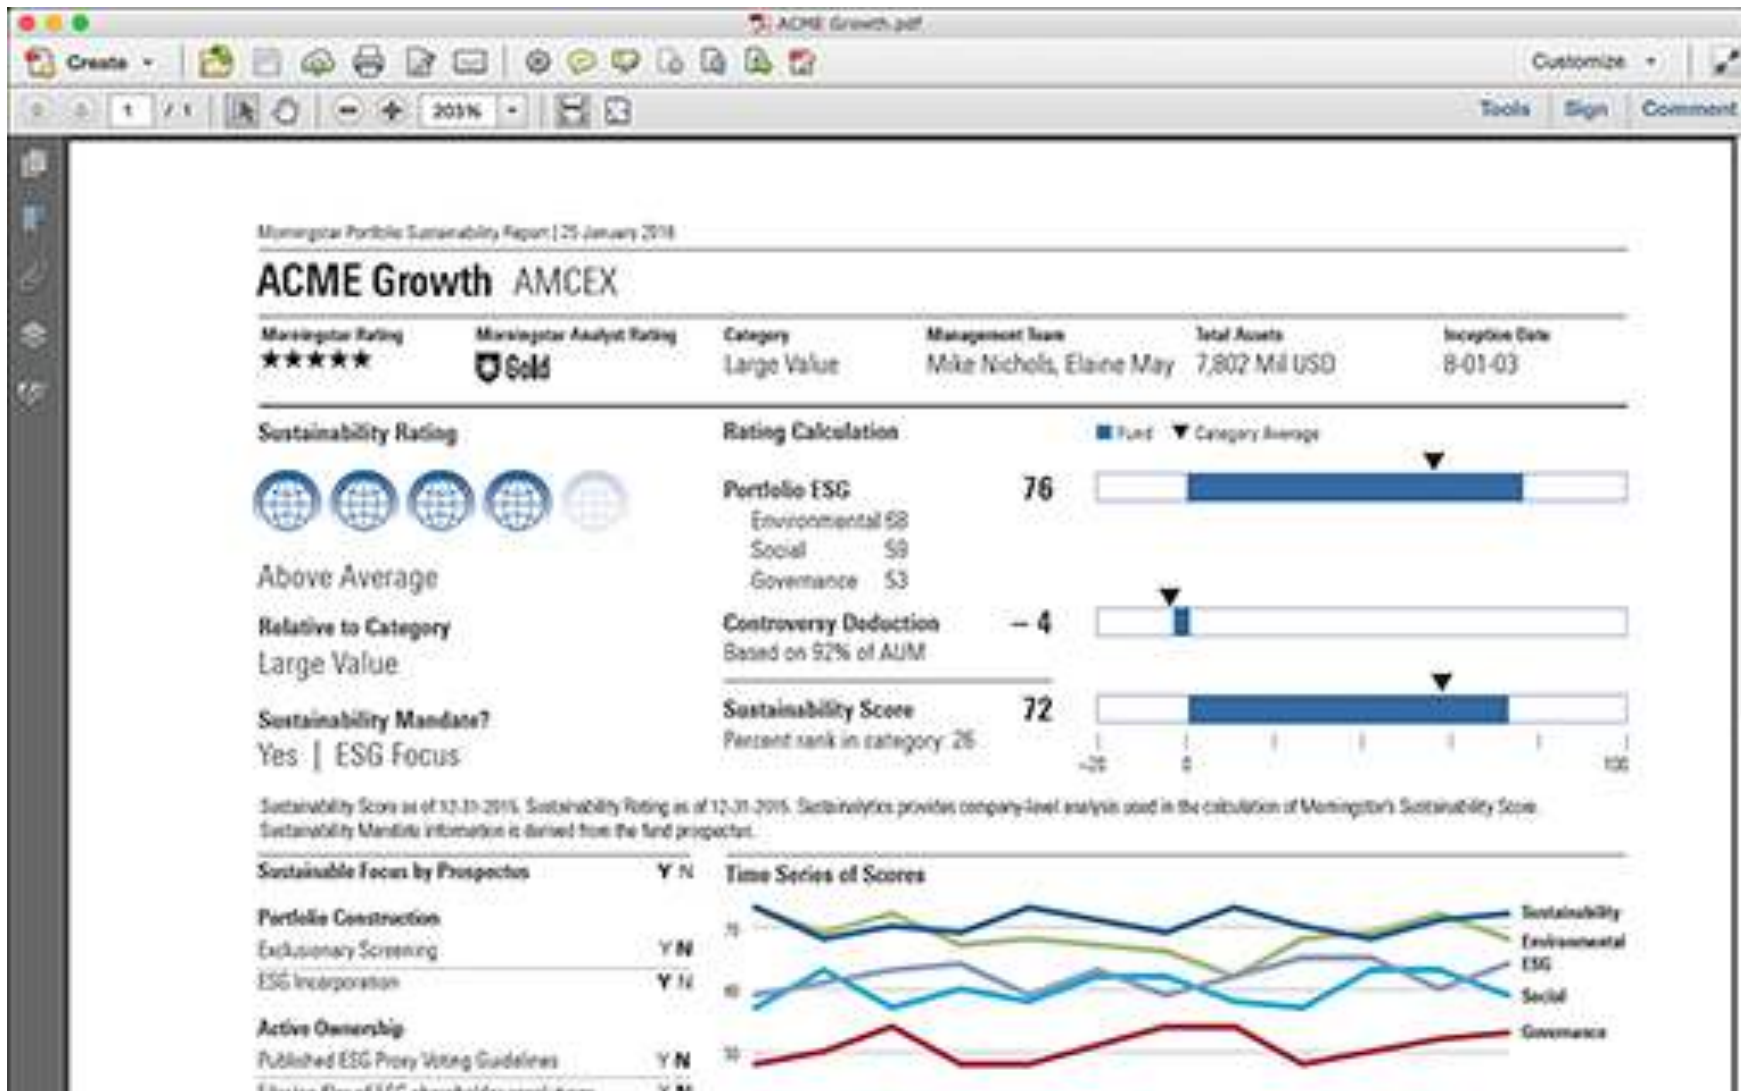 ACME Growth.pdf
Create
Customize
1 / 1
203%
Tools Sign Comment
Morningstar Portfolio Sustainability Report | 25 January 2016
ACME Growth AMCEX
Morningstar Rating Morningstar Analyst Rating Category Management Team Total Assets Inception Date
★★★★★ Gold Large Value Mike Nichols, Elaine May 7,802 Mil USD 8-01-03
Sustainability Rating
Above Average
Relative to Category
Large Value
Sustainability Mandate?
Yes | ESG Focus
Rating Calculation
Fund Category Average
Portfolio ESG 76
Environmental 68
Social 59
Governance 53
Controversy Deduction – 4
Based on 92% of AUM
Sustainability Score 72
Percent rank in category: 26
–20 0 100
Sustainability Score as of 12-31-2015. Sustainability Rating as of 12-31-2015. Sustainalytics provides company-level analysis used in the calculation of Morningstar's Sustainability Score.
Sustainability Mandate information is derived from the fund prospectus.
Sustainable Focus by Prospectus Y N
Portfolio Construction
Exclusionary Screening Y N
ESG Incorporation Y N
Active Ownership
Published ESG Proxy Voting Guidelines Y N
Time Series of Scores
70
60
50
Sustainability
Environmental
ESG
Social
Governance